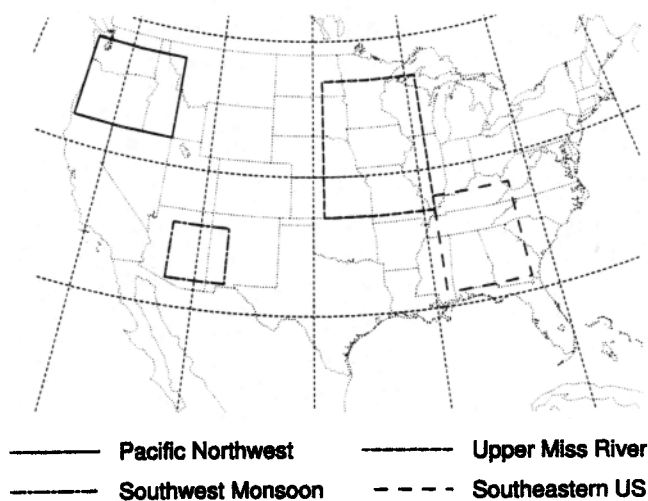 Pacific Northwest
Upper Miss River
Southwest Monsoon
Southeastern US